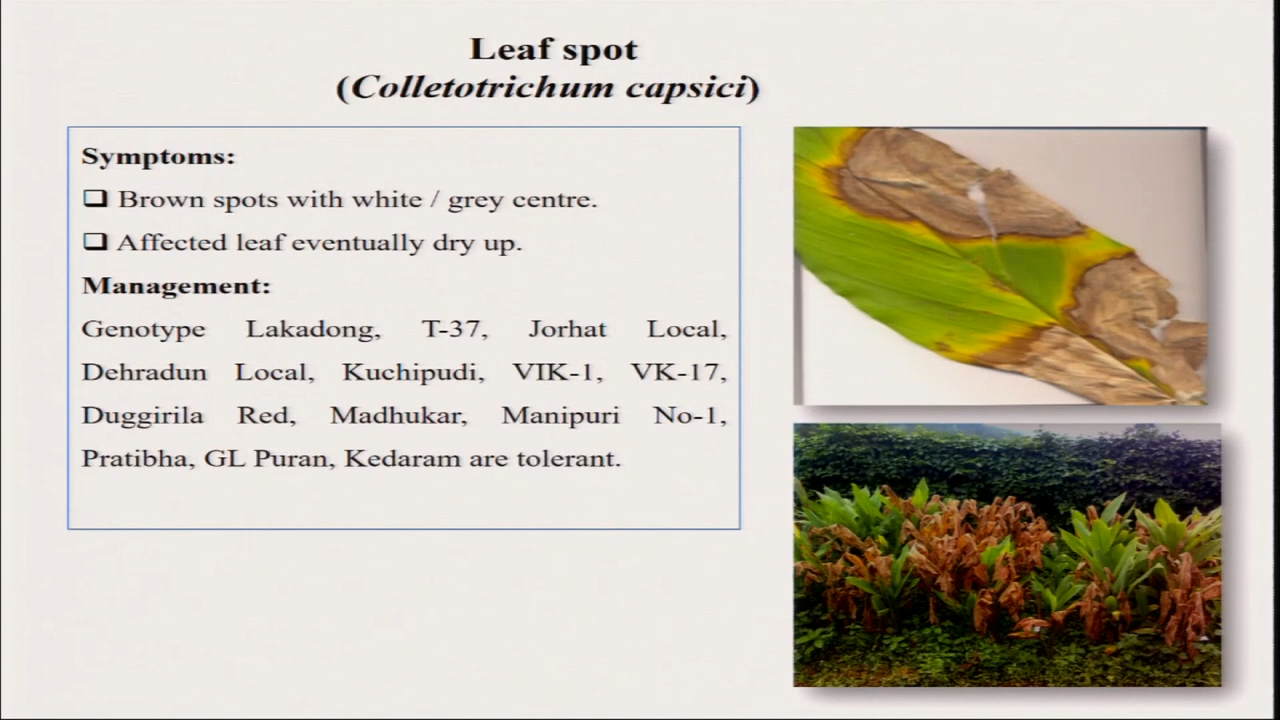 Leaf spot
(Colletotrichum capsici)
Symptoms:
❑ Brown spots with white / grey centre.
❑ Affected leaf eventually dry up.
Management:
Genotype Lakadong, T-37, Jorhat Local,
Dehradun Local, Kuchipudi, VIK-1, VK-17,
Duggirila Red, Madhukar, Manipuri No-1,
Pratibha, GL Puran, Kedaram are tolerant.